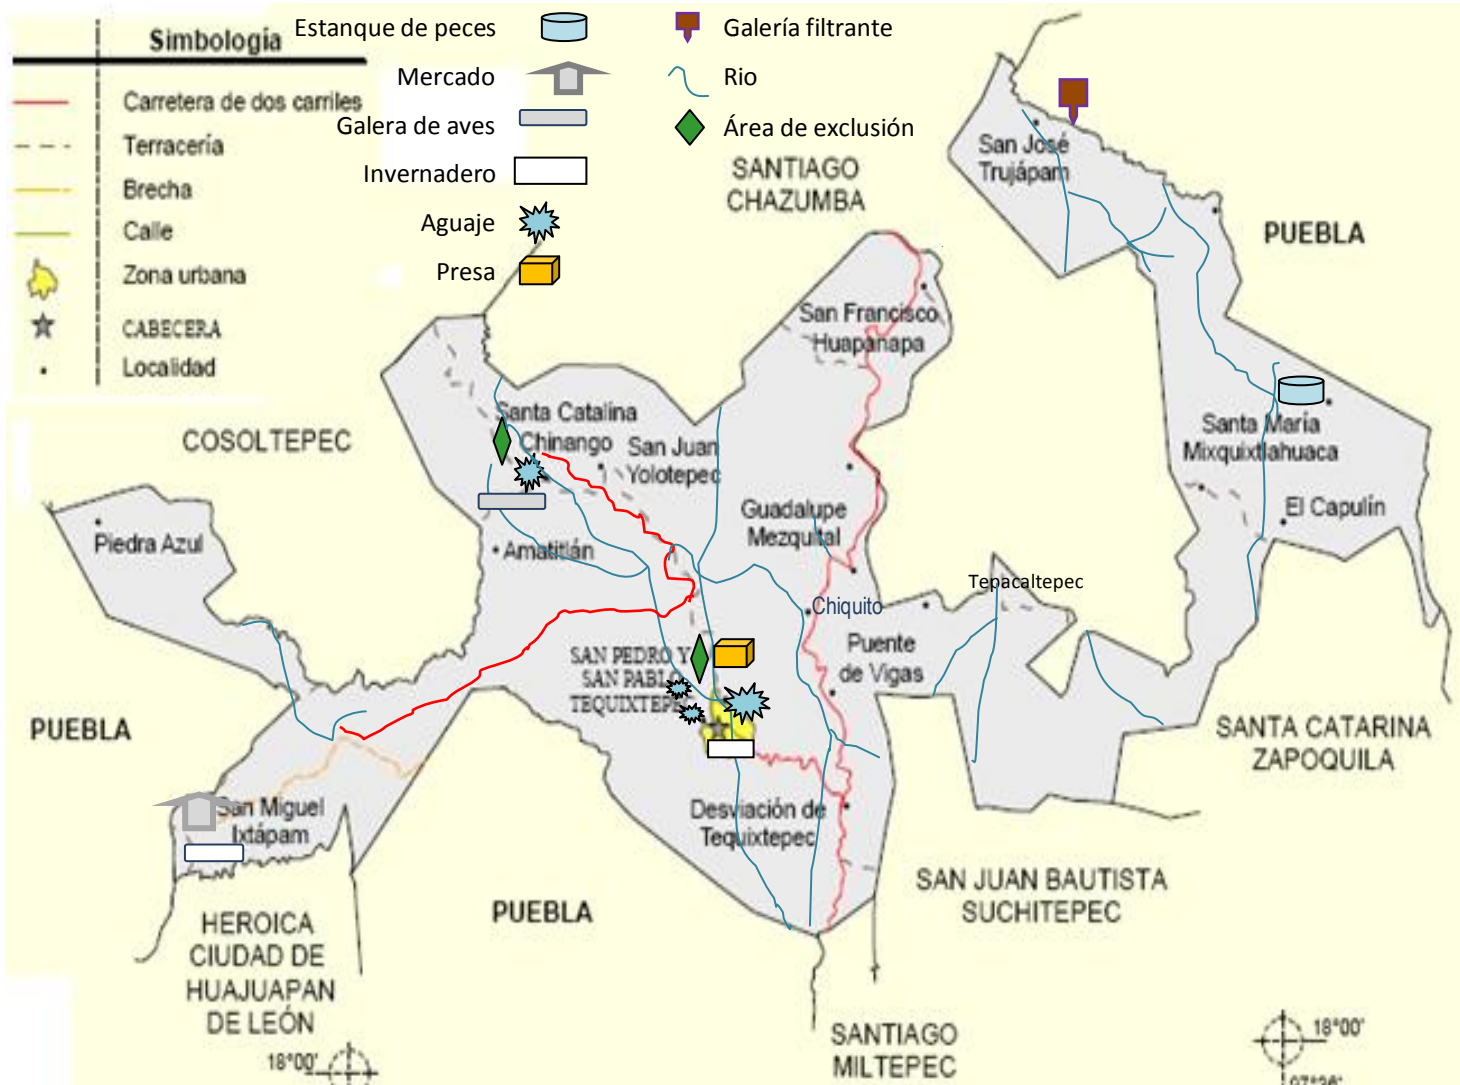 Simbología
Carretera de dos carriles
Terracería
Brecha
Calle
Zona urbana
CABECERA
Localidad
Estanque de peces
Mercado
Galera de aves
Invernadero
Aguaje
Presa
Galería filtrante
Rio
Área de exclusión
SANTIAGO
CHAZUMBA
San José
Trujápam
PUEBLA
San Francisco
Huapanapa
COSOLTEPEC
Santa Catalina
Chinango
San Juan
Yolotepec
Santa María
Mixquixtlahuaca
Guadalupe
Mezquital
El Capulín
Piedra Azul
Amatitlán
Tepacaltepec
Chiquito
Puente
de Vigas
SAN PEDRO Y
SAN PABLO
TEQUIXTEPEC
PUEBLA
SANTA CATARINA
ZAPOQUILA
San Miguel
Ixtápam
Desviación de
Tequixtepec
SAN JUAN BAUTISTA
SUCHITEPEC
PUEBLA
HEROICA
CIUDAD DE
HUAJUAPAN
DE LEÓN
SANTIAGO
MILTEPEC
18°00'
18°00'